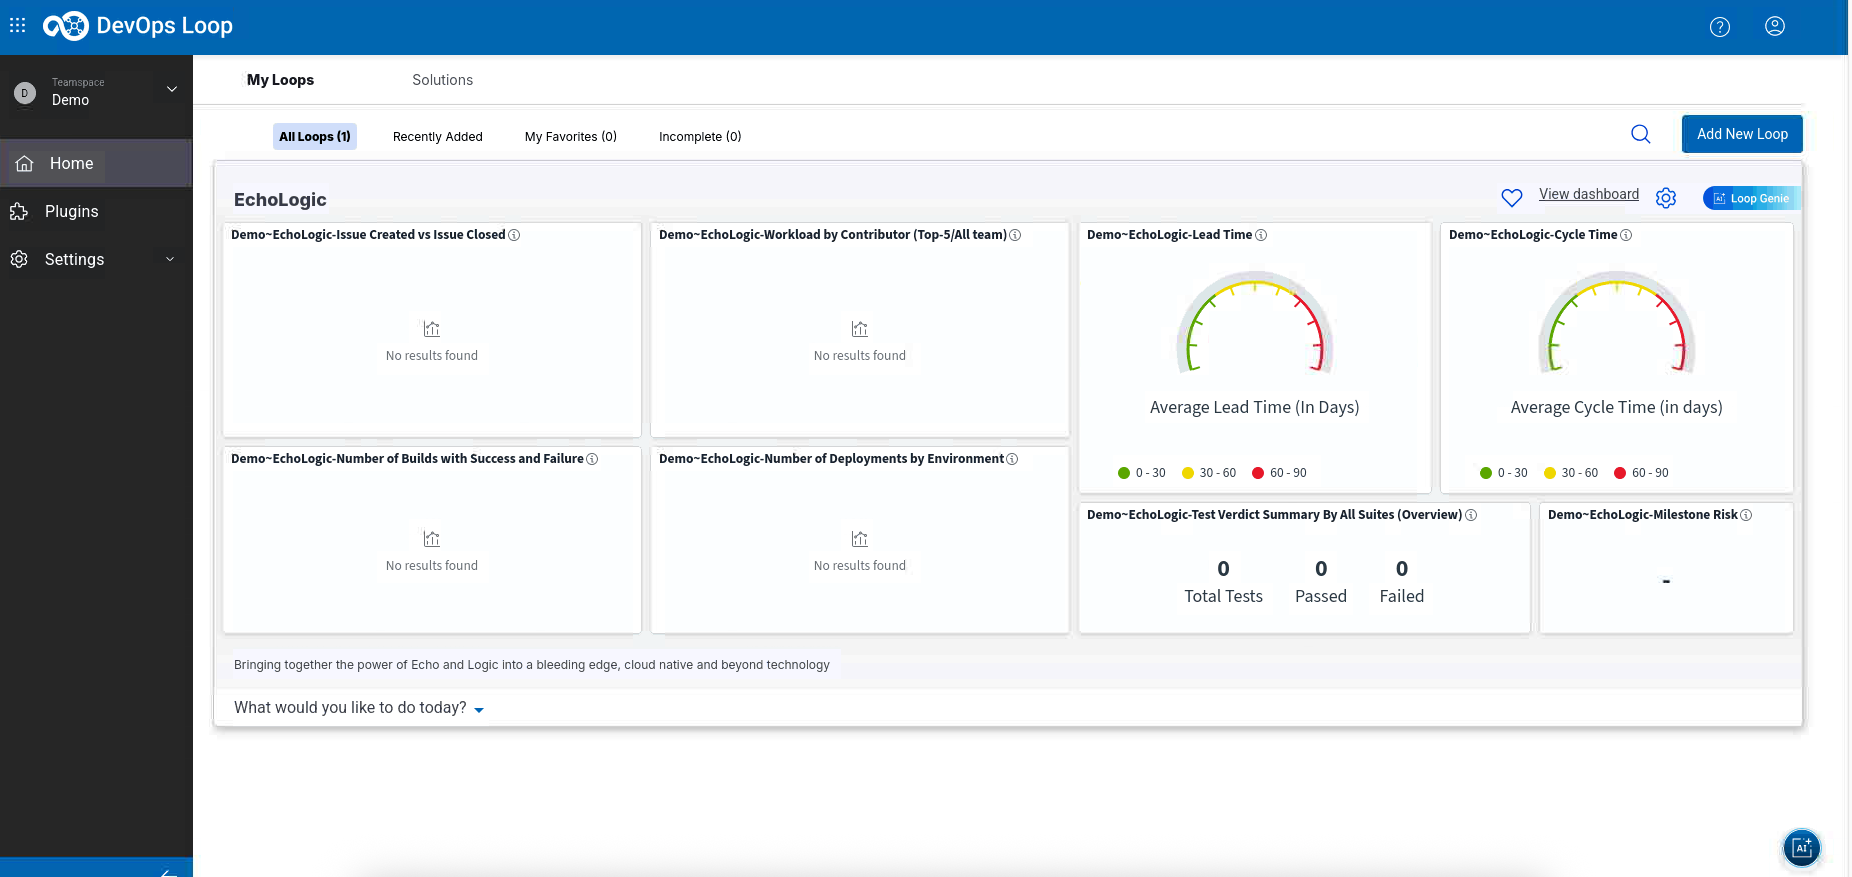 DevOps Loop
Teamspace
D
Demo
Home
Plugins
Settings
My Loops
Solutions
All Loops (1)
Recently Added
My Favorites (0)
Incomplete (0)
Add New Loop
EchoLogic
View dashboard
AI Loop Genie
Demo~EchoLogic-Issue Created vs Issue Closed
No results found
Demo~EchoLogic-Workload by Contributor (Top-5/All team)
No results found
Demo~EchoLogic-Lead Time
Average Lead Time (In Days)
0 - 30
30 - 60
60 - 90
Demo~EchoLogic-Cycle Time
Average Cycle Time (in days)
0 - 30
30 - 60
60 - 90
Demo~EchoLogic-Number of Builds with Success and Failure
No results found
Demo~EchoLogic-Number of Deployments by Environment
No results found
Demo~EchoLogic-Test Verdict Summary By All Suites (Overview)
0
Total Tests
0
Passed
0
Failed
Demo~EchoLogic-Milestone Risk
-
Bringing together the power of Echo and Logic into a bleeding edge, cloud native and beyond technology
What would you like to do today?
AI